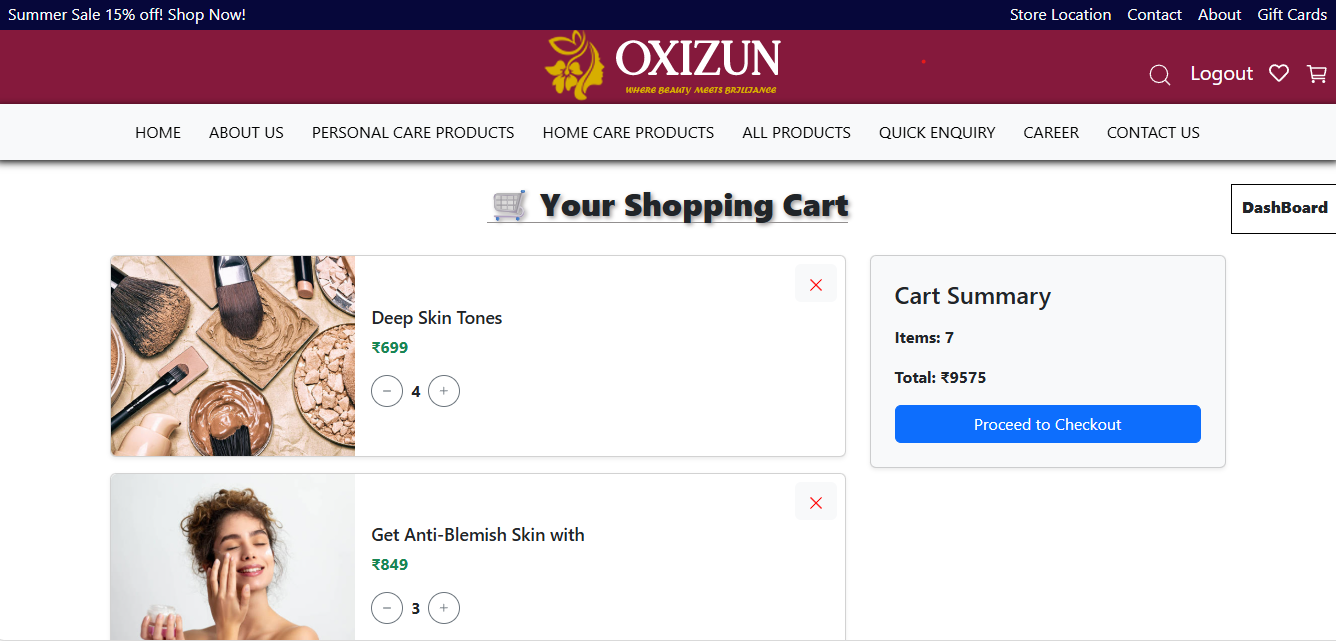 Summer Sale 15% off! Shop Now!
Store Location Contact About Gift Cards
OXIZUN
WHERE BEAUTY MEETS BRILLIANCE
Logout
HOME ABOUT US PERSONAL CARE PRODUCTS HOME CARE PRODUCTS ALL PRODUCTS QUICK ENQUIRY CAREER CONTACT US
Your Shopping Cart
DashBoard
Deep Skin Tones
₹699
− 4 +
Get Anti-Blemish Skin with
₹849
− 3 +
Cart Summary
Items: 7
Total: ₹9575
Proceed to Checkout